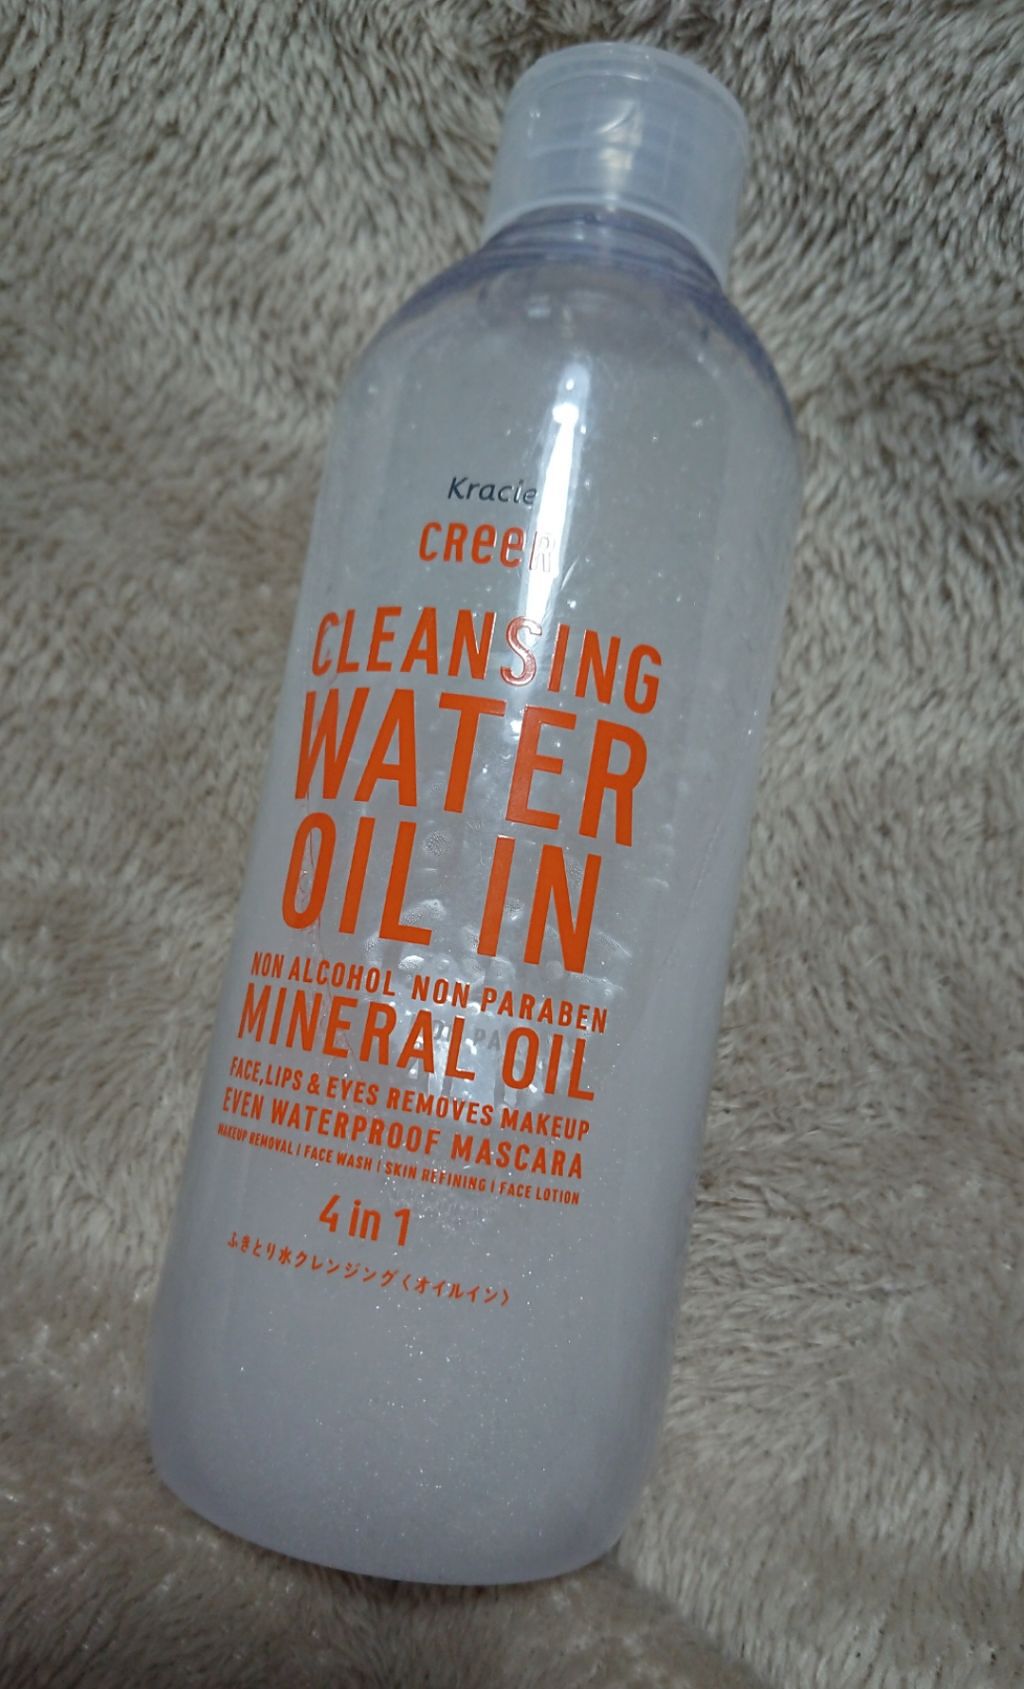 Kracie
CReeR
CLEANSING
WATER
OIL IN
NON ALCOHOL NON PARABEN
MINERAL OIL
FACE,LIPS & EYES REMOVES MAKEUP
EVEN WATERPROOF MASCARA
MAKEUP REMOVAL | FACE WASH | SKIN REFINING | FACE LOTION
4 in 1
ふきとり水クレンジング〈オイルイン〉